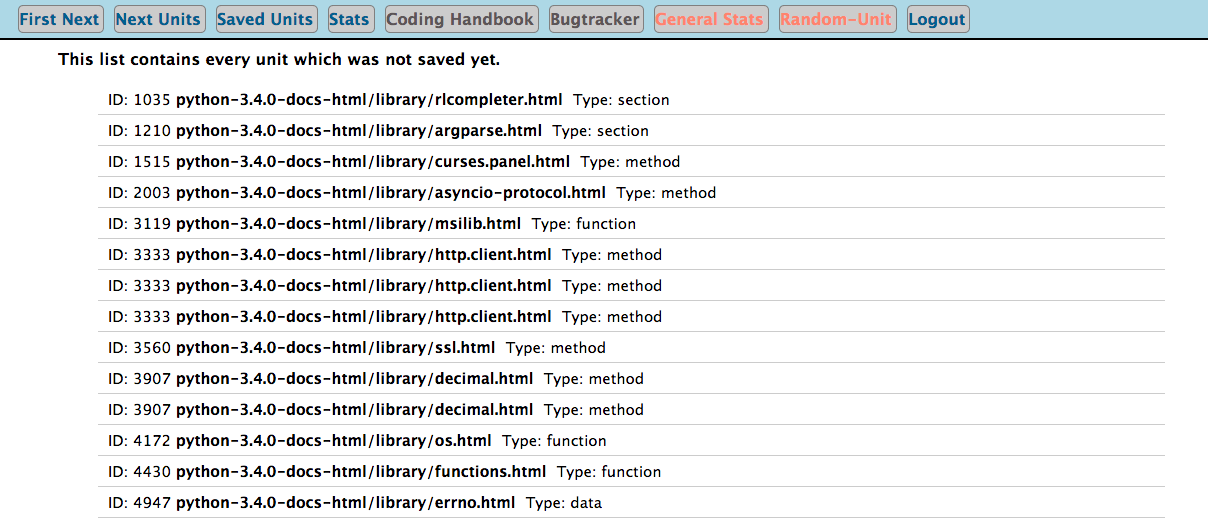 First Next Next Units Saved Units Stats Coding Handbook Bugtracker General Stats Random-Unit Logout
This list contains every unit which was not saved yet.
ID: 1035 python-3.4.0-docs-html/library/rlcompleter.html Type: section
ID: 1210 python-3.4.0-docs-html/library/argparse.html Type: section
ID: 1515 python-3.4.0-docs-html/library/curses.panel.html Type: method
ID: 2003 python-3.4.0-docs-html/library/asyncio-protocol.html Type: method
ID: 3119 python-3.4.0-docs-html/library/msilib.html Type: function
ID: 3333 python-3.4.0-docs-html/library/http.client.html Type: method
ID: 3333 python-3.4.0-docs-html/library/http.client.html Type: method
ID: 3333 python-3.4.0-docs-html/library/http.client.html Type: method
ID: 3560 python-3.4.0-docs-html/library/ssl.html Type: method
ID: 3907 python-3.4.0-docs-html/library/decimal.html Type: method
ID: 3907 python-3.4.0-docs-html/library/decimal.html Type: method
ID: 4172 python-3.4.0-docs-html/library/os.html Type: function
ID: 4430 python-3.4.0-docs-html/library/functions.html Type: function
ID: 4947 python-3.4.0-docs-html/library/errno.html Type: data